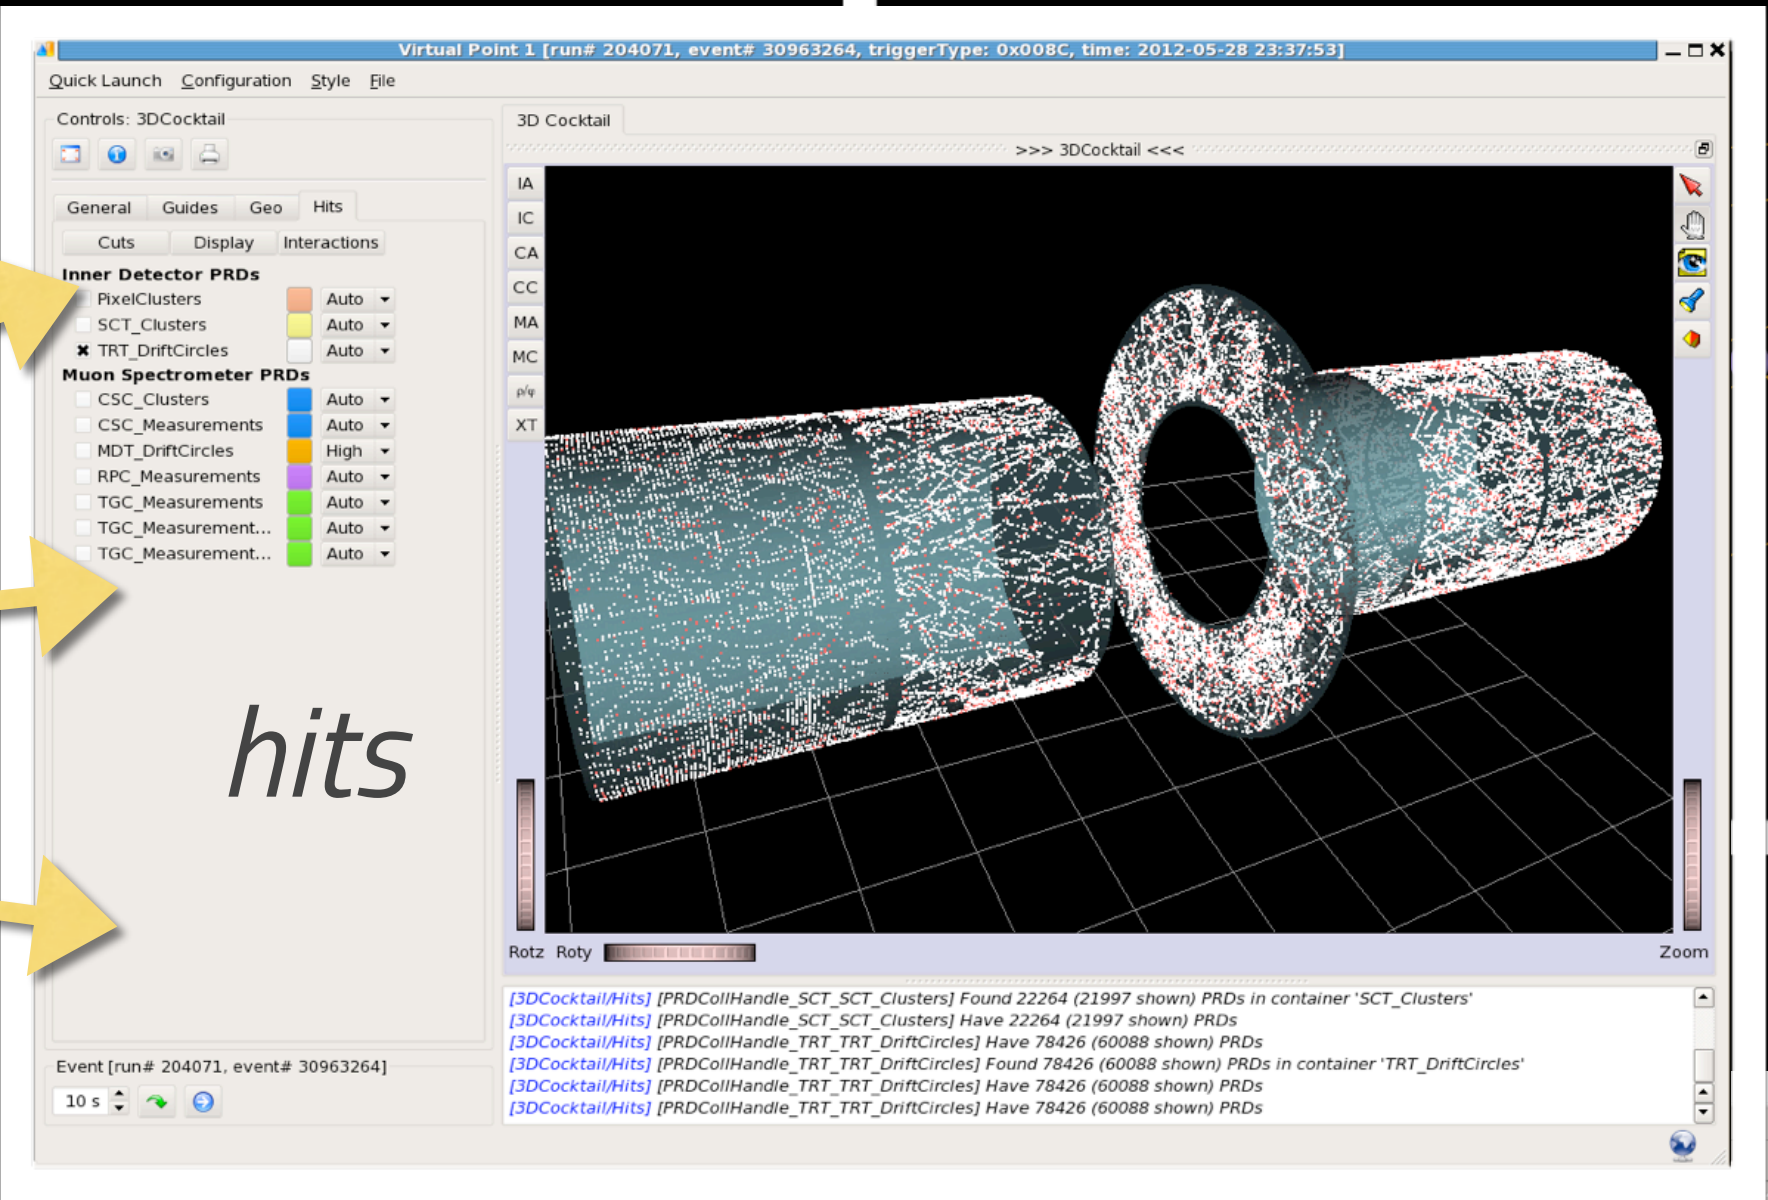 Virtual Point 1 [run# 204071, event# 30963264, triggerType: 0x008C, time: 2012-05-28 23:37:53]
Quick Launch Configuration Style File
Controls: 3DCocktail
3D Cocktail
>>> 3DCocktail <<<
General Guides Geo Hits
Cuts Display Interactions
Inner Detector PRDs
PixelClusters Auto
SCT_Clusters Auto
TRT_DriftCircles Auto
Muon Spectrometer PRDs
CSC_Clusters Auto
CSC_Measurements Auto
MDT_DriftCircles High
RPC_Measurements Auto
TGC_Measurements Auto
TGC_Measurement... Auto
TGC_Measurement... Auto
hits
IA
IC
CA
CC
MA
MC
ρ/φ
XT
Rotz Roty
Zoom
[3DCocktail/Hits] [PRDCollHandle_SCT_SCT_Clusters] Found 22264 (21997 shown) PRDs in container 'SCT_Clusters'
[3DCocktail/Hits] [PRDCollHandle_SCT_SCT_Clusters] Have 22264 (21997 shown) PRDs
[3DCocktail/Hits] [PRDCollHandle_TRT_TRT_DriftCircles] Have 78426 (60088 shown) PRDs
[3DCocktail/Hits] [PRDCollHandle_TRT_TRT_DriftCircles] Found 78426 (60088 shown) PRDs in container 'TRT_DriftCircles'
[3DCocktail/Hits] [PRDCollHandle_TRT_TRT_DriftCircles] Have 78426 (60088 shown) PRDs
[3DCocktail/Hits] [PRDCollHandle_TRT_TRT_DriftCircles] Have 78426 (60088 shown) PRDs
Event [run# 204071, event# 30963264]
10 s